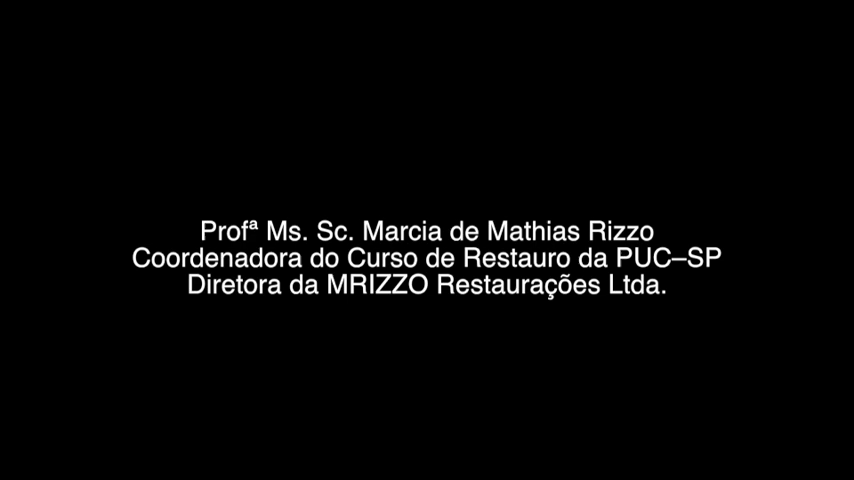 Profª Ms. Sc. Marcia de Mathias Rizzo
Coordenadora do Curso de Restauro da PUC–SP
Diretora da MRIZZO Restaurações Ltda.